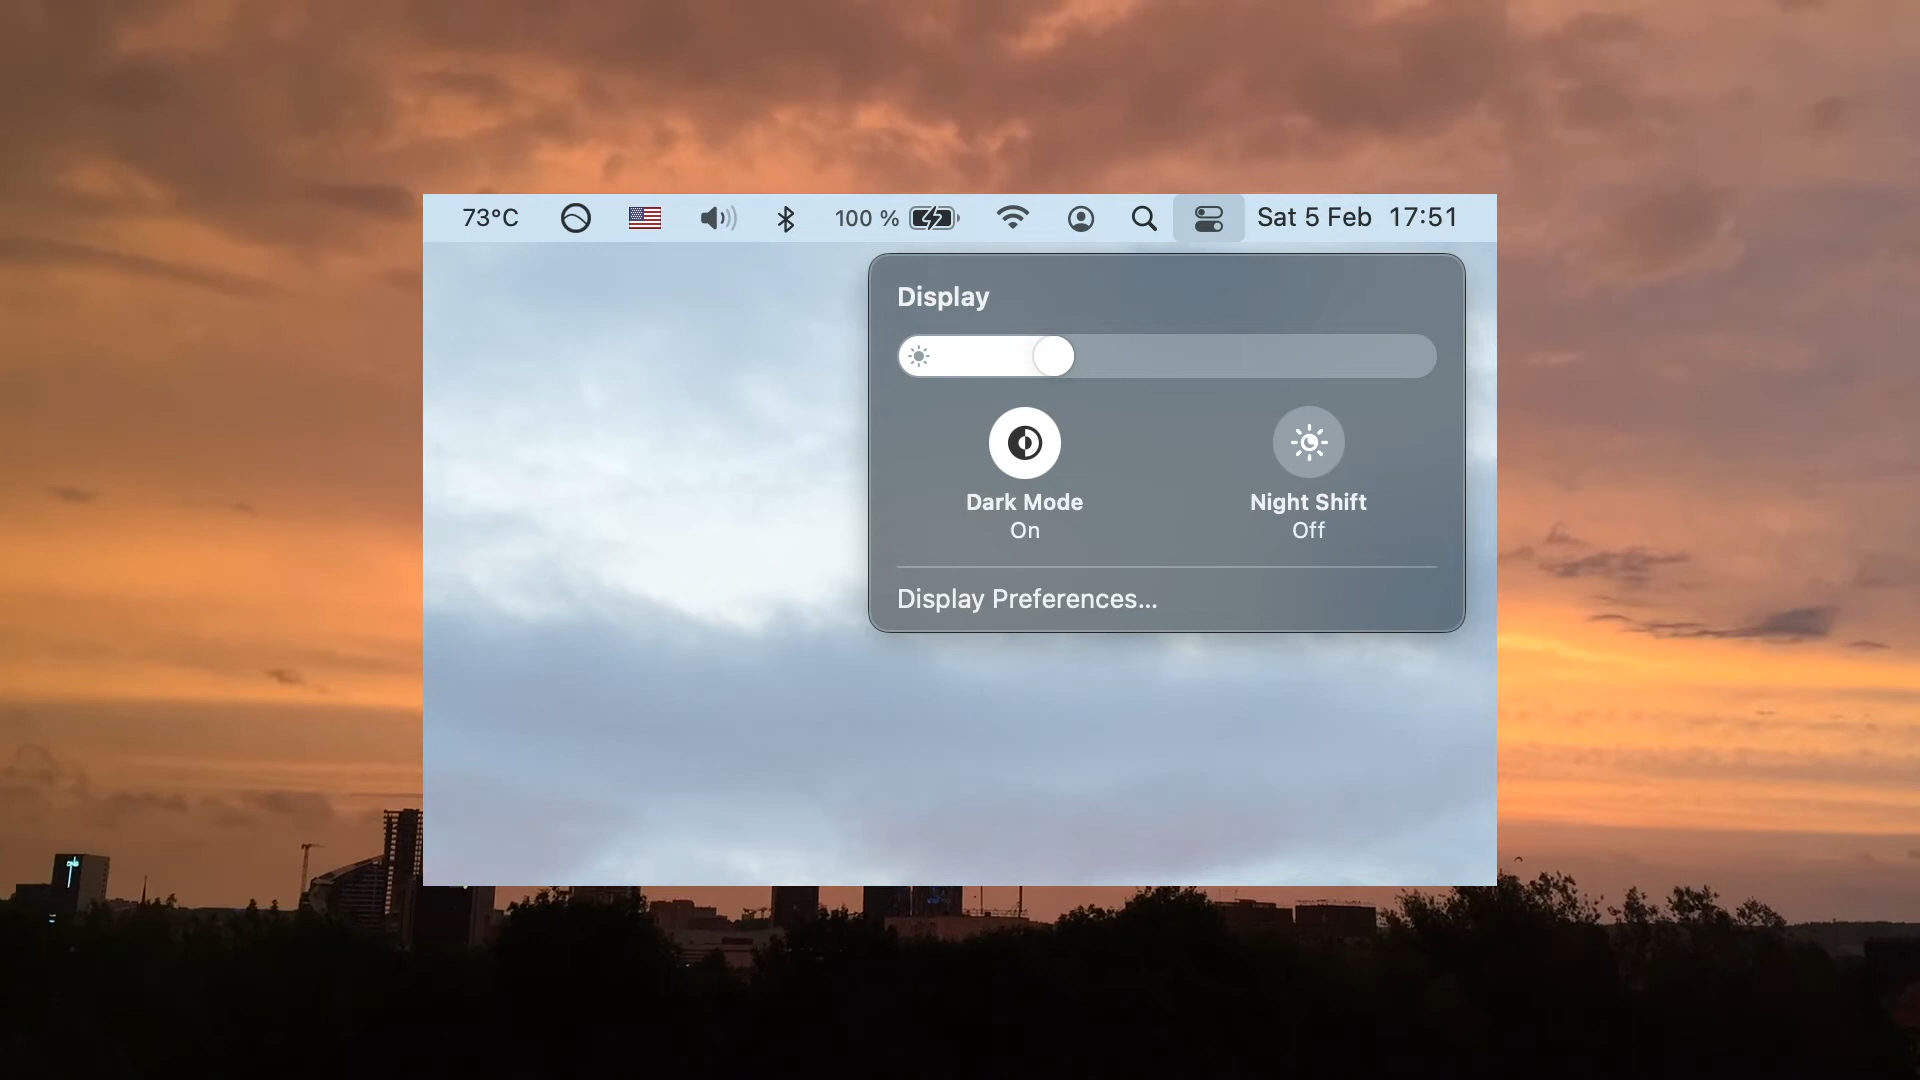 73°C 100 % Sat 5 Feb 17:51
Display
Dark Mode Night Shift
On Off
Display Preferences...